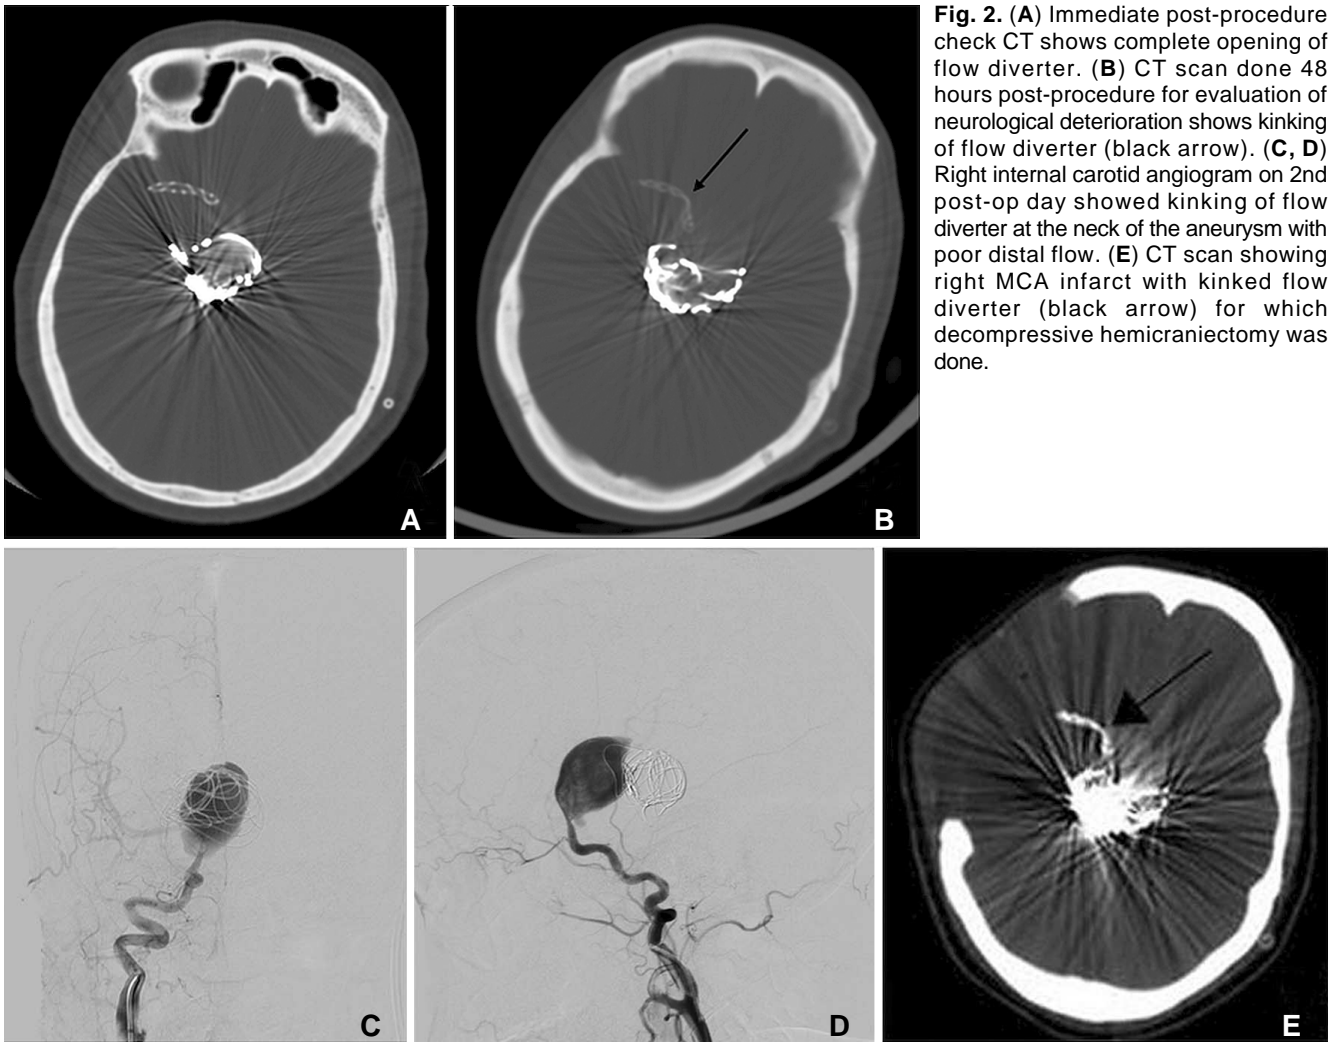 Fig. 2. (A) Immediate post-procedure
check CT shows complete opening of
flow diverter. (B) CT scan done 48
hours post-procedure for evaluation of
neurological deterioration shows kinking
of flow diverter (black arrow). (C, D)
Right internal carotid angiogram on 2nd
post-op day showed kinking of flow
diverter at the neck of the aneurysm with
poor distal flow. (E) CT scan showing
right MCA infarct with kinked flow
diverter (black arrow) for which
decompressive hemicraniectomy was
done.
A
B
C
D
E